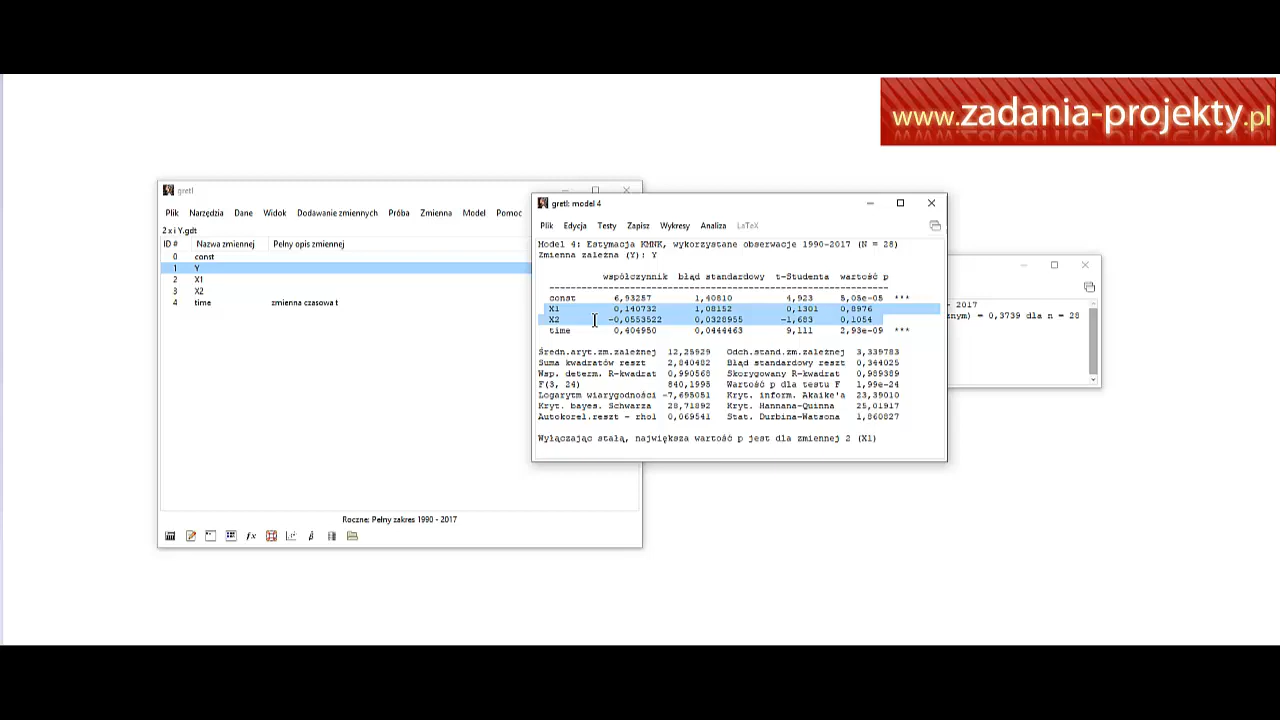 www.zadania-projekty.pl
gretl
Plik Narzędzia Dane Widok Dodawanie zmiennych Próba Zmienna Model Pomoc
2 x i Y.gdt
ID # Nazwa zmiennej Pełny opis zmiennej
0 const
1 Y
2 X1
3 X2
4 time zmienna czasowa t
Roczne: Pełny zakres 1990 - 2017
gretl: model 4
Plik Edycja Testy Zapisz Wykresy Analiza LaTeX
Model 4: Estymacja KMNK, wykorzystane obserwacje 1990-2017 (N = 28)
Zmienna zależna (Y): Y
współczynnik błąd standardowy t-Studenta wartość p
const 6,93287 1,40810 4,923 5,05e-05 ***
X1 0,140732 1,08152 0,1301 0,8976
X2 -0,0553522 0,0328955 -1,683 0,1054
time 0,404950 0,0444463 9,111 2,93e-09 ***
Średn.aryt.zm.zależnej 12,25929 Odch.stand.zm.zależnej 3,339783
Suma kwadratów reszt 2,840482 Błąd standardowy reszt 0,344025
Wsp. determ. R-kwadrat 0,990568 Skorygowany R-kwadrat 0,989389
F(3, 24) 840,1998 Wartość p dla testu F 1,99e-24
Logarytm wiarygodności -7,695051 Kryt. inform. Akaike'a 23,39010
Kryt. bayes. Schwarza 28,71892 Kryt. Hannana-Quinna 25,01917
Autokorel.reszt - rho1 0,069541 Stat. Durbina-Watsona 1,860827
Wyłączając stałą, największa wartość p jest dla zmiennej 2 (X1)
- 2017
znym) = 0,3739 dla n = 28